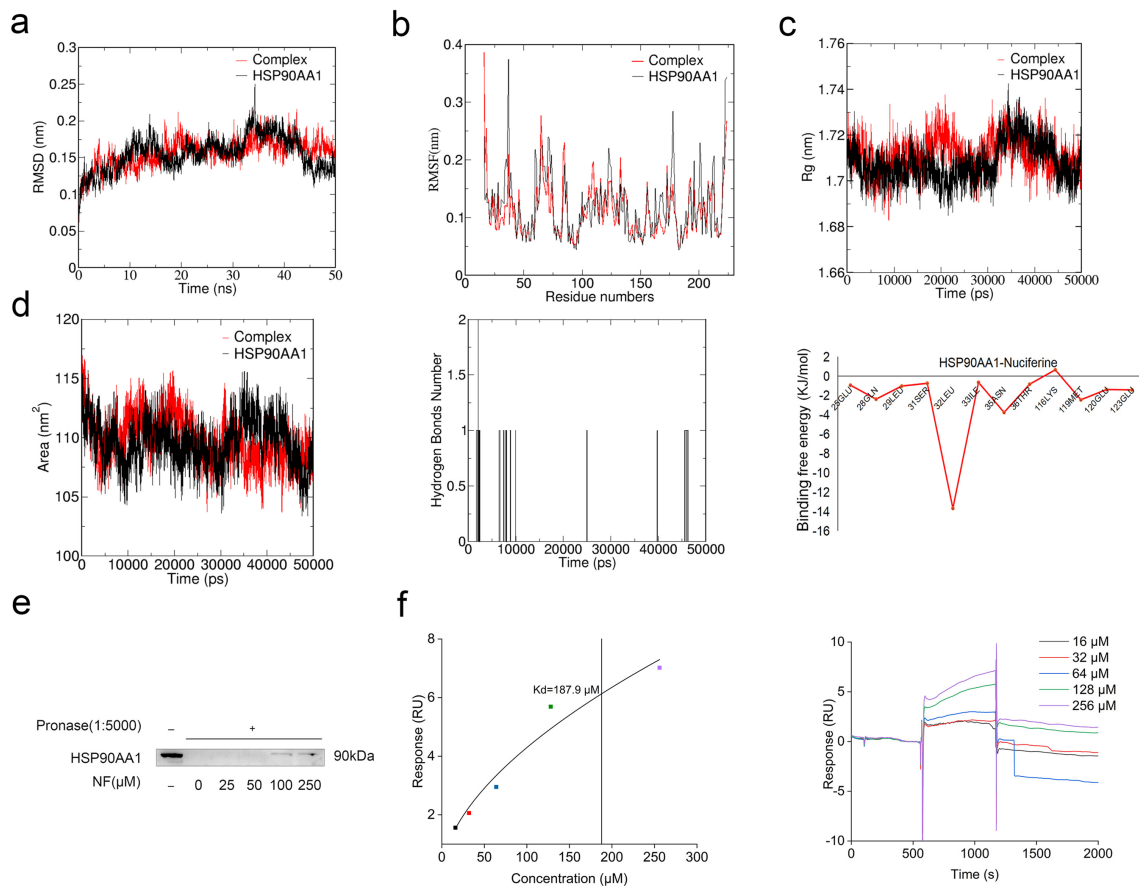 a
0.3
0.25
0.2
0.15
0.1
0.05
0
RMSD (nm)
Complex
HSP90AA1
0 10 20 30 40 50
Time (ns)
b
0.4
0.3
0.2
0.1
0
RMSF(nm)
Complex
HSP90AA1
0 50 100 150 200
Residue numbers
c
1.76
1.74
1.72
1.7
1.68
1.66
Rg (nm)
Complex
HSP90AA1
10000 20000 30000 40000 50000
Time (ps)
d
120
115
110
105
100
Area (nm²)
Complex
HSP90AA1
0 10000 20000 30000 40000 50000
Time (ps)
2
1.5
1
0.5
0
Hydrogen Bonds Number
0 10000 20000 30000 40000 50000
Time (ps)
HSP90AA1-Nuciferine
2
0
-2
-4
-6
-8
-10
-12
-14
-16
Binding free energy (KJ/mol)
25GLU 28GLN 29LEU 31SER 32LEU 33ILE 35ASN 36THR 116LYS 119MET 120GLU 123GLU
e
Pronase(1:5000) – +
HSP90AA1 90kDa
NF(μM) – 0 25 50 100 250
f
8
6
4
2
Response (RU)
Kd=187.9 μM
0 50 100 150 200 250 300
Concentration (μM)
10
5
0
-5
-10
Response (RU)
16 μM
32 μM
64 μM
128 μM
256 μM
0 500 1000 1500 2000
Time (s)